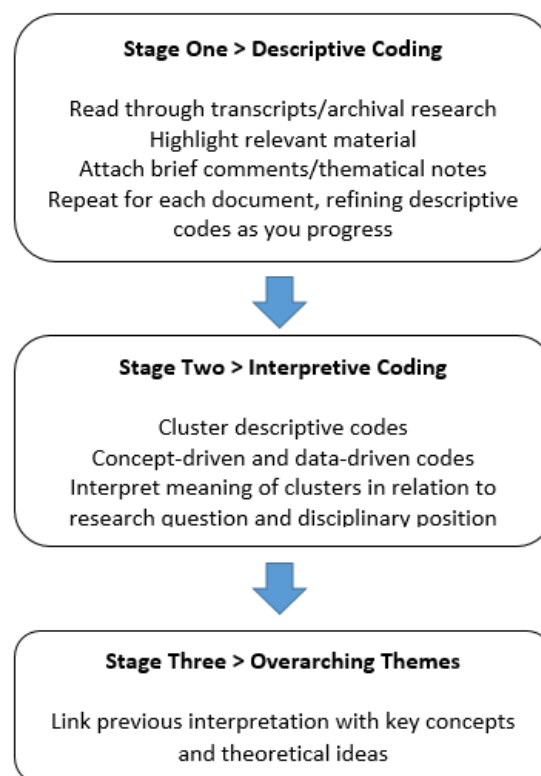 Stage One > Descriptive Coding
Read through transcripts/archival research
Highlight relevant material
Attach brief comments/thematical notes
Repeat for each document, refining descriptive
codes as you progress
Stage Two > Interpretive Coding
Cluster descriptive codes
Concept-driven and data-driven codes
Interpret meaning of clusters in relation to
research question and disciplinary position
Stage Three > Overarching Themes
Link previous interpretation with key concepts
and theoretical ideas